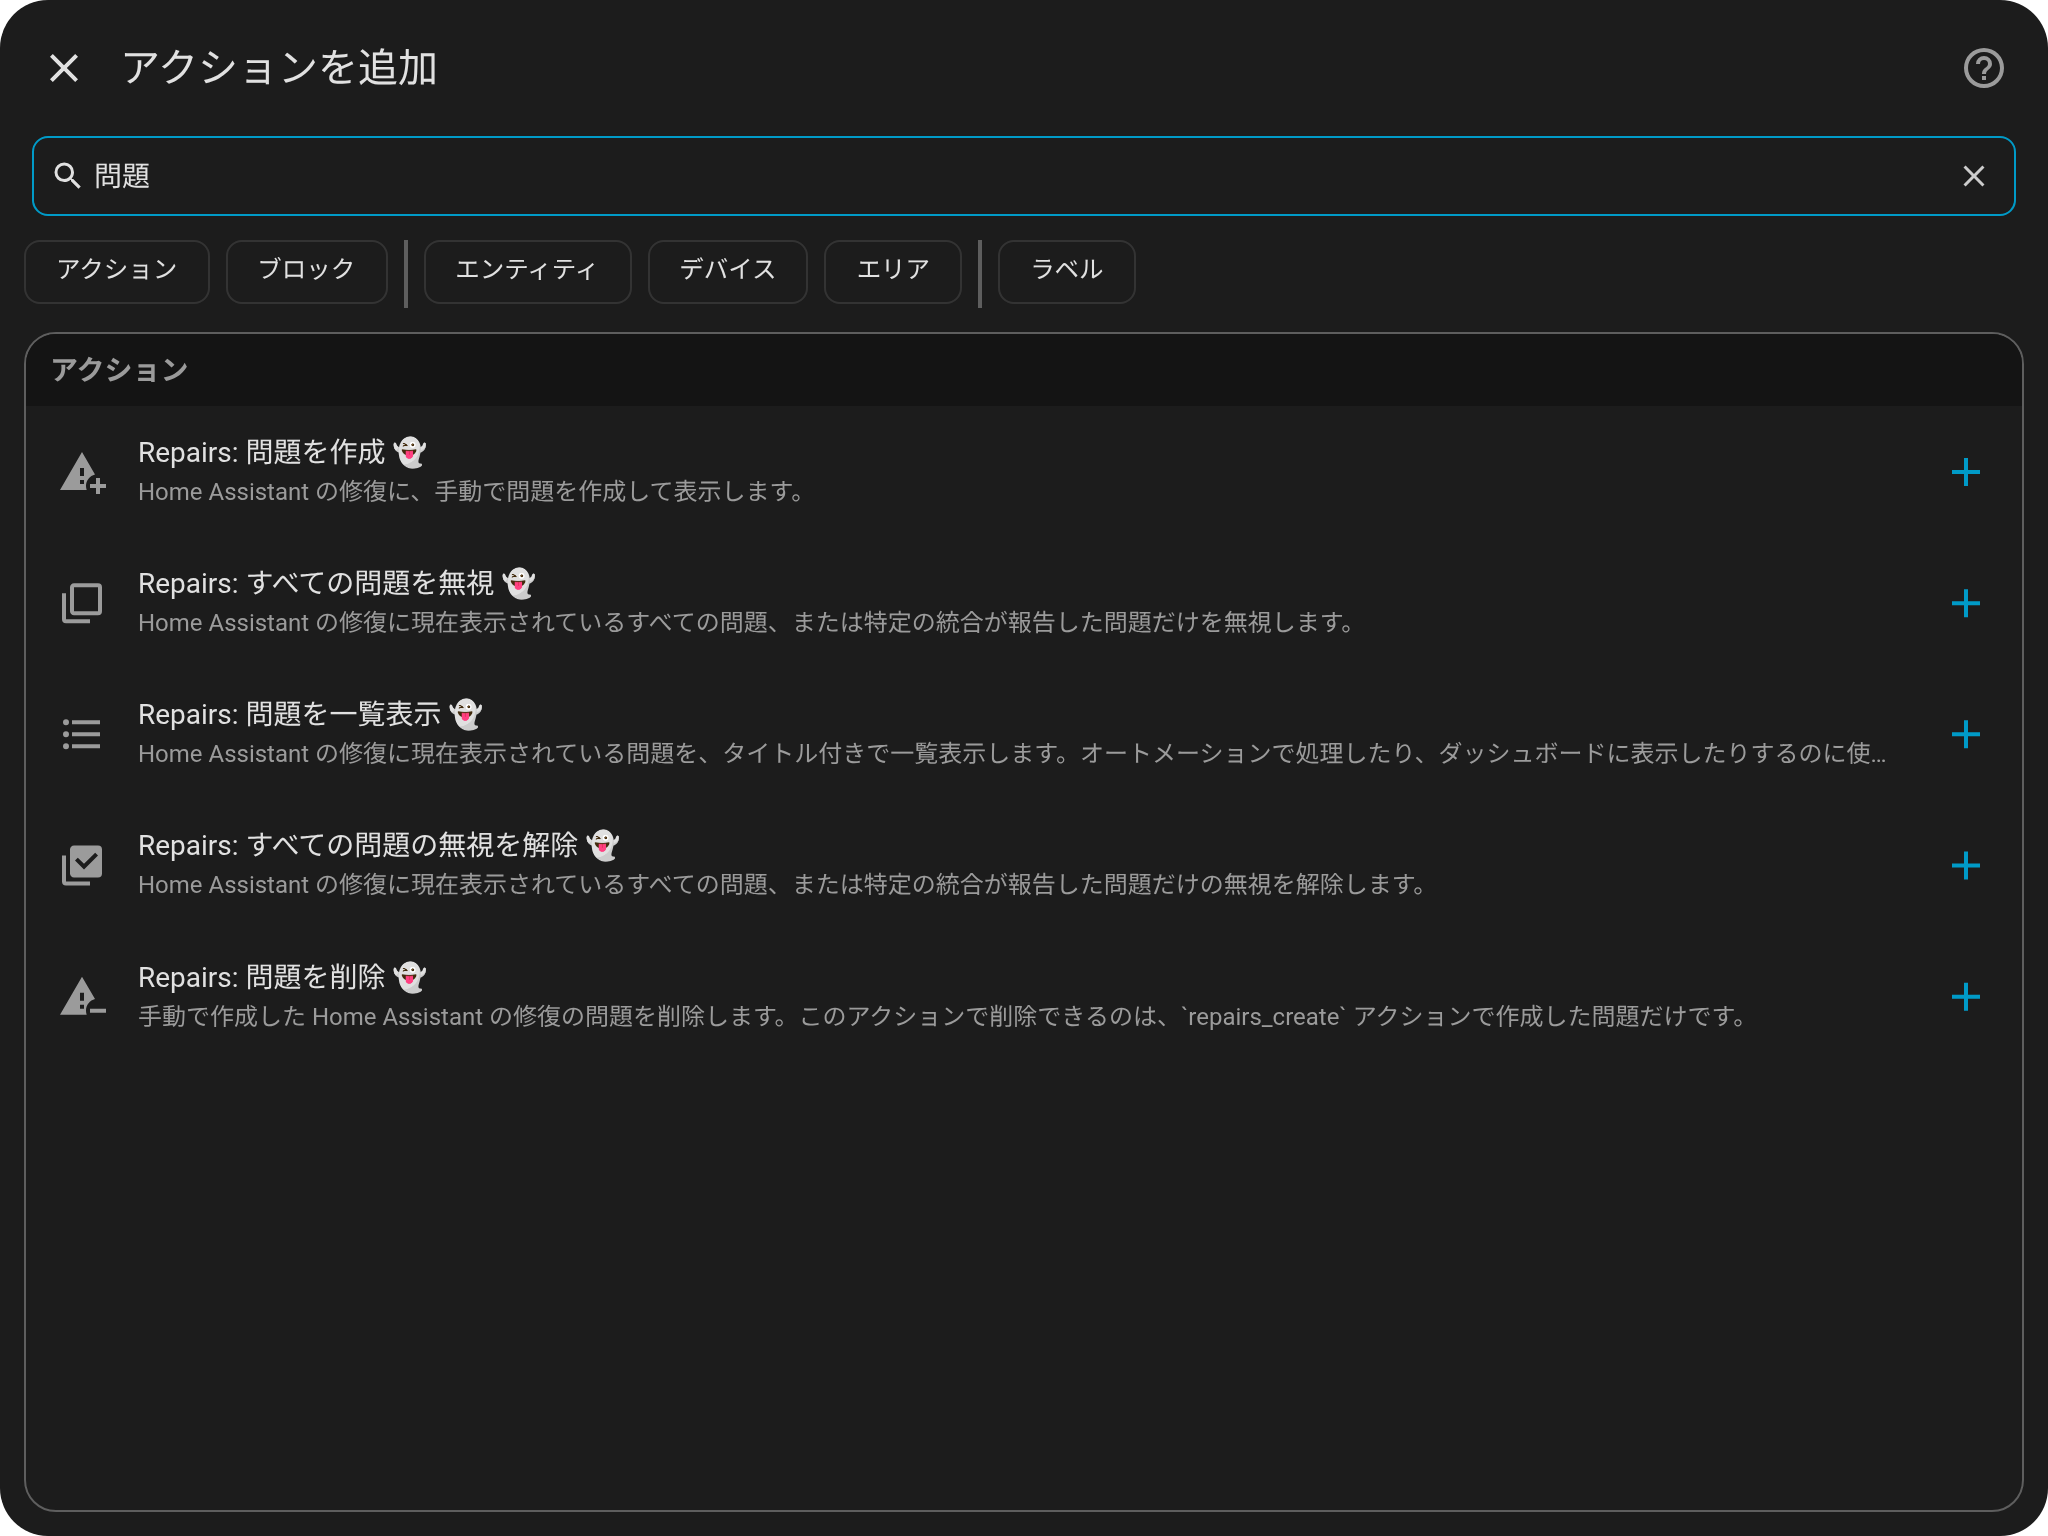 アクションを追加
問題
アクション ブロック エンティティ デバイス エリア ラベル
アクション
Repairs: 問題を作成 👻
Home Assistant の修復に、手動で問題を作成して表示します。
Repairs: すべての問題を無視 👻
Home Assistant の修復に現在表示されているすべての問題、または特定の統合が報告した問題だけを無視します。
Repairs: 問題を一覧表示 👻
Home Assistant の修復に現在表示されている問題を、タイトル付きで一覧表示します。オートメーションで処理したり、ダッシュボードに表示したりするのに使...
Repairs: すべての問題の無視を解除 👻
Home Assistant の修復に現在表示されているすべての問題、または特定の統合が報告した問題だけの無視を解除します。
Repairs: 問題を削除 👻
手動で作成した Home Assistant の修復の問題を削除します。このアクションで削除できるのは、`repairs_create` アクションで作成した問題だけです。